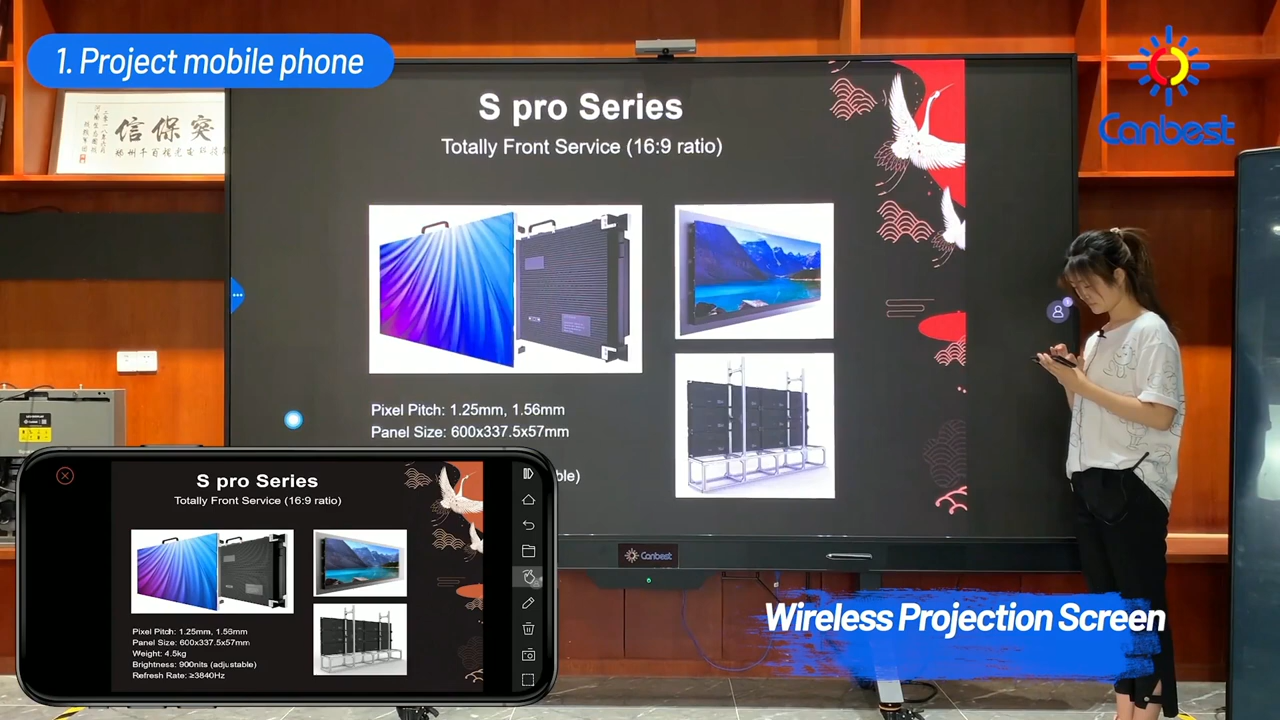 1. Project mobile phone
Canbest
信保突
S pro Series
Totally Front Service (16:9 ratio)
Pixel Pitch: 1.25mm, 1.56mm
Panel Size: 600x337.5x57mm
ble)
Canbest
S pro Series
Totally Front Service (16:9 ratio)
Pixel Pitch: 1.25mm, 1.56mm
Panel Size: 600x337.5x57mm
Weight: 4.5kg
Brightness: 900nits (adjustable)
Refresh Rate: ≥3840Hz
Wireless Projection Screen